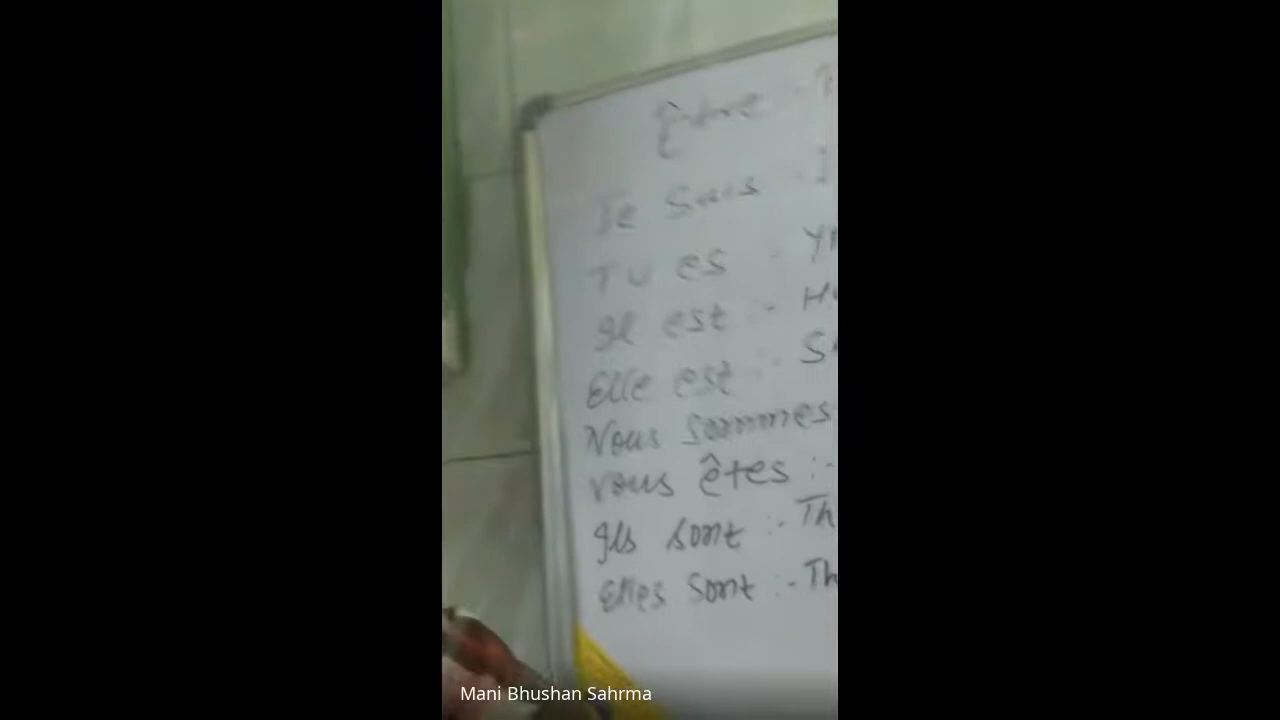 être :- T
Je Suis :- I
Tu es :- Y
Il est :- H
Elle est :- S
Nous sommes
vous êtes :-
Ils sont :- Th
Elles sont :- Th
Mani Bhushan Sahrma